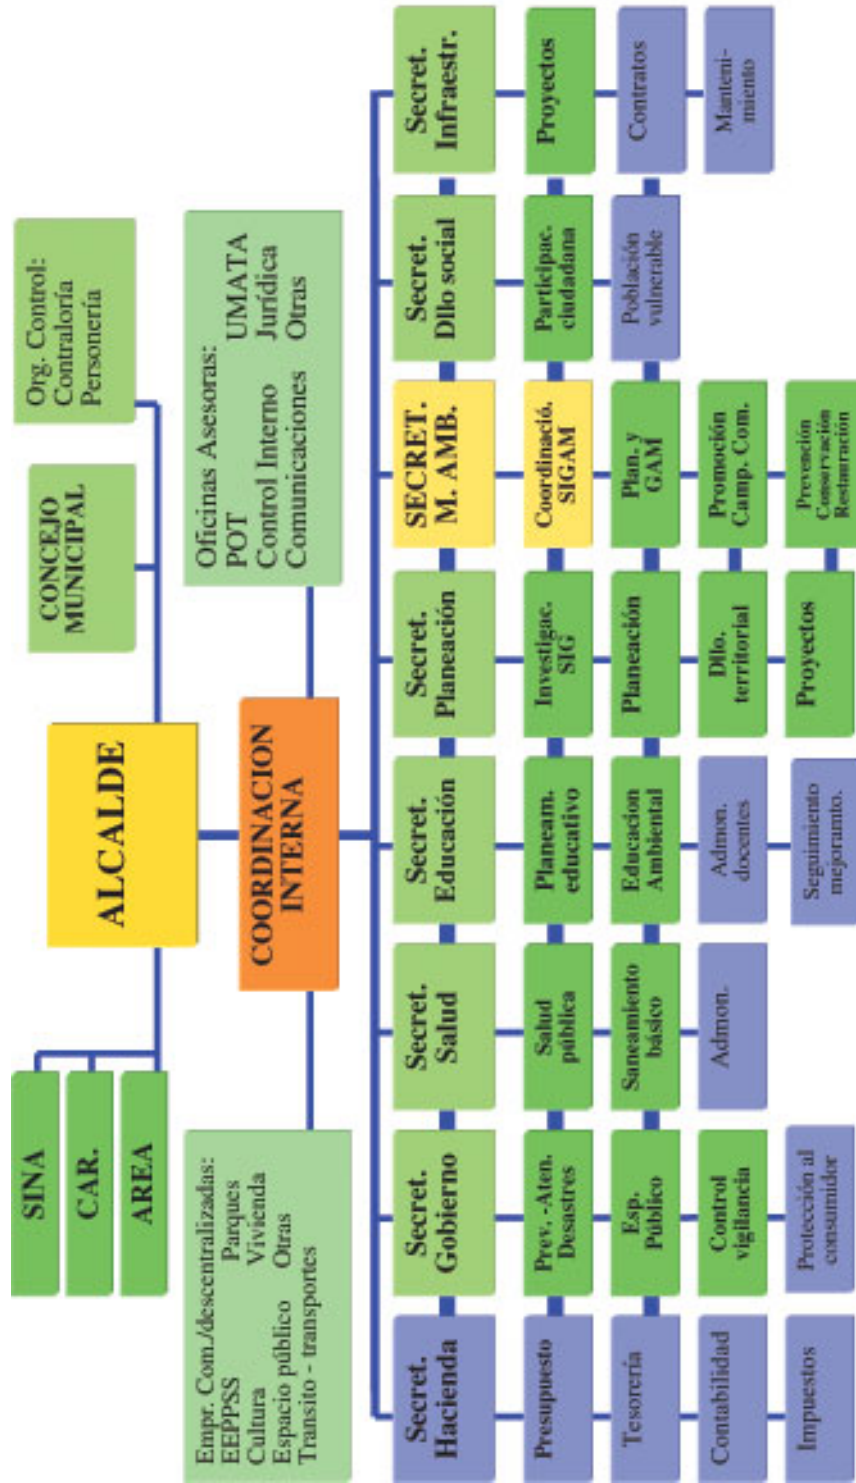 SINA
CAR.
AREA
ALCALDE
CONCEJO
MUNICIPAL
Org. Control:
Contraloría
Personería
Empr. Com./descentralizadas:
EEPPSS Parques
Cultura Vivienda
Espacio público Otras
Transito - transportes
COORDINACION
INTERNA
Oficinas Asesoras:
POT UMATA
Control Interno Jurídica
Comunicaciones Otras
Secret.
Hacienda
Secret.
Gobierno
Secret.
Salud
Secret.
Educación
Secret.
Planeación
SECRET.
M. AMB.
Secret.
Dllo social
Secret.
Infraestr.
Presupuesto
Prev. -Aten.
Desastres
Salud
pública
Planeam.
educativo
Investigac.
SIG
Coordinació.
SIGAM
Participac.
ciudadana
Proyectos
Tesorería
Esp.
Público
Saneamiento
básico
Educacion
Ambiental
Planeación
Plan. y
GAM
Población
vulnerable
Contratos
Contabilidad
Control
vigilancia
Admon.
Admon.
docentes
Dllo.
territorial
Promoción
Camp. Com.
Manteni-
miento
Impuestos
Protección al
consumidor
Seguimiento
mejoramto.
Proyectos
Prevención
Conservación
Restauración